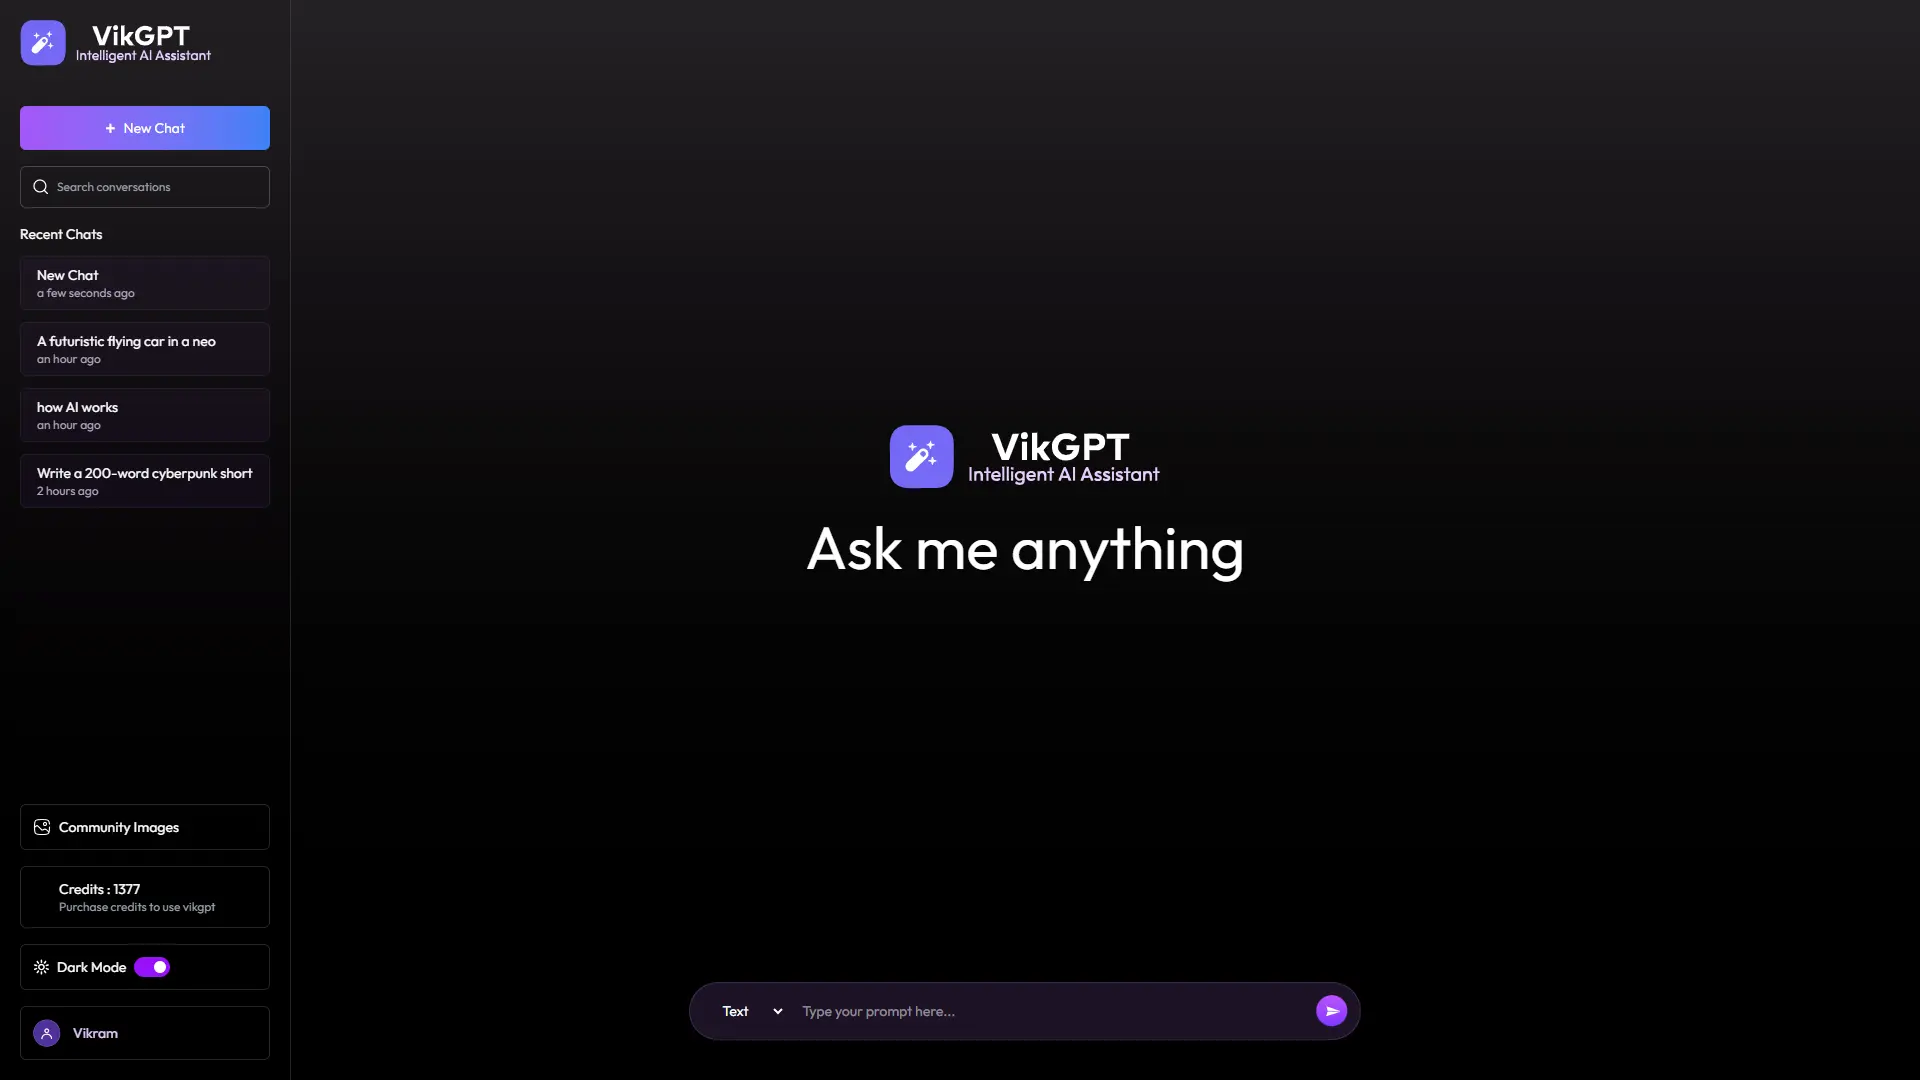 VikGPT
Intelligent AI Assistant
+ New Chat
Search conversations
Recent Chats
New Chat
a few seconds ago
A futuristic flying car in a neo
an hour ago
how AI works
an hour ago
Write a 200-word cyberpunk short
2 hours ago
Community Images
Credits : 1377
Purchase credits to use vikgpt
Dark Mode
Vikram
VikGPT
Intelligent AI Assistant
Ask me anything
Text
Type your prompt here...